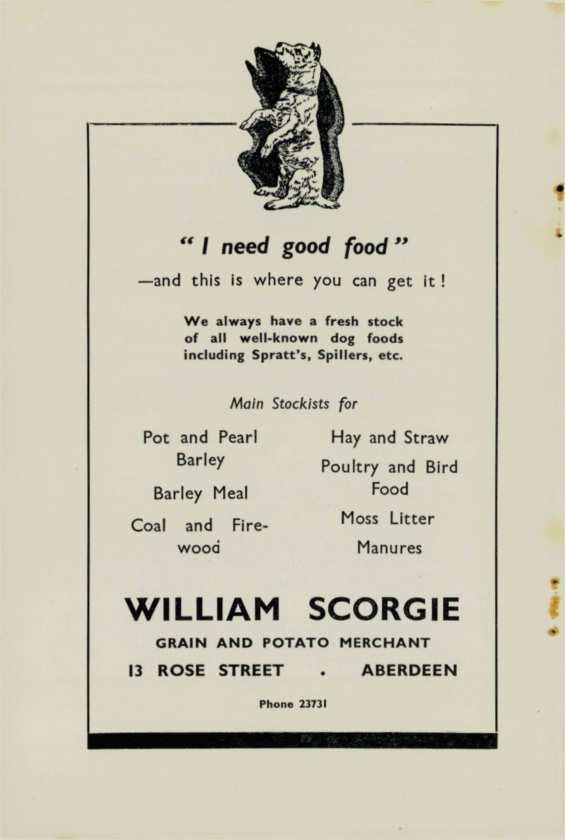 “ I need good food ”
—and this is where you can get it !
We always have a fresh stock
of all well-known dog foods
including Spratt's, Spillers, etc.
Main Stockists for
Pot and Pearl
Barley
Barley Meal
Coal and Fire-
wood
Hay and Straw
Poultry and Bird
Food
Moss Litter
Manures
WILLIAM SCORGIE
GRAIN AND POTATO MERCHANT
13 ROSE STREET . ABERDEEN
Phone 23731